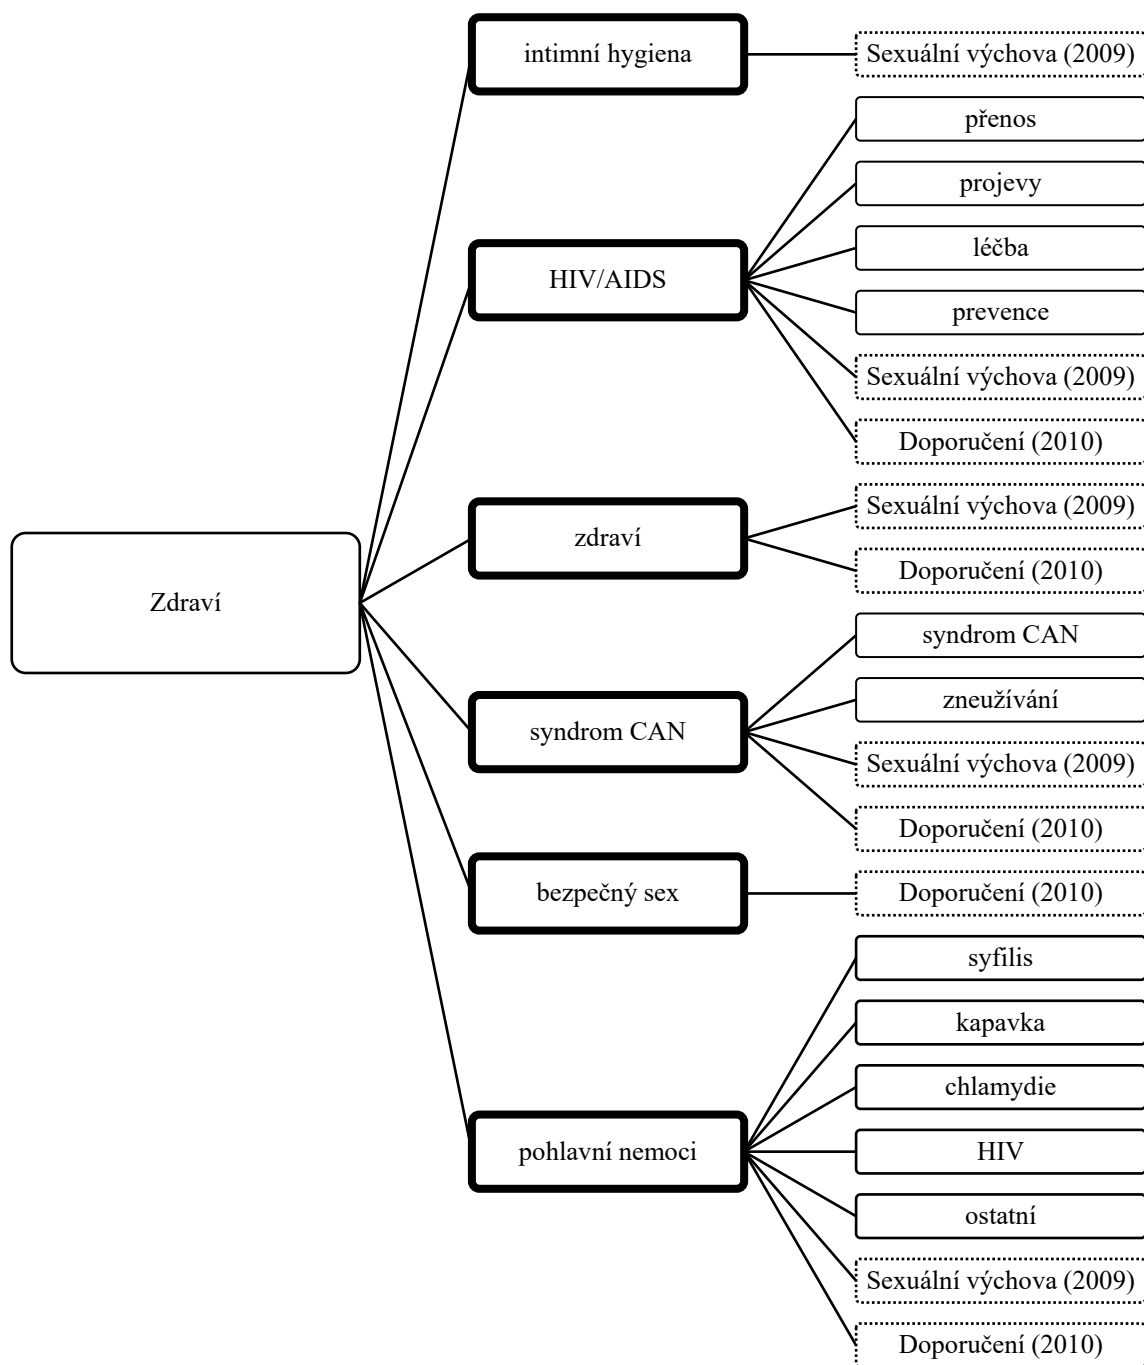 Zdraví
intimní hygiena
Sexuální výchova (2009)
HIV/AIDS
přenos
projevy
léčba
prevence
Sexuální výchova (2009)
Doporučení (2010)
zdraví
Sexuální výchova (2009)
Doporučení (2010)
syndrom CAN
syndrom CAN
zneužívání
Sexuální výchova (2009)
Doporučení (2010)
bezpečný sex
Doporučení (2010)
pohlavní nemoci
syfilis
kapavka
chlamydie
HIV
ostatní
Sexuální výchova (2009)
Doporučení (2010)